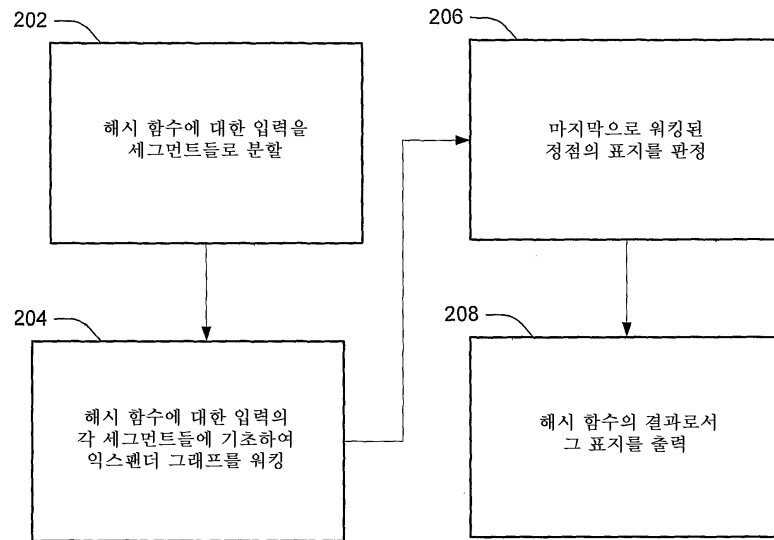 202
해시 함수에 대한 입력을
세그먼트들로 분할
204
해시 함수에 대한 입력의
각 세그먼트들에 기초하여
익스팬더 그래프를 워킹
206
마지막으로 워킹된
정점의 표지를 판정
208
해시 함수의 결과로서
그 표지를 출력